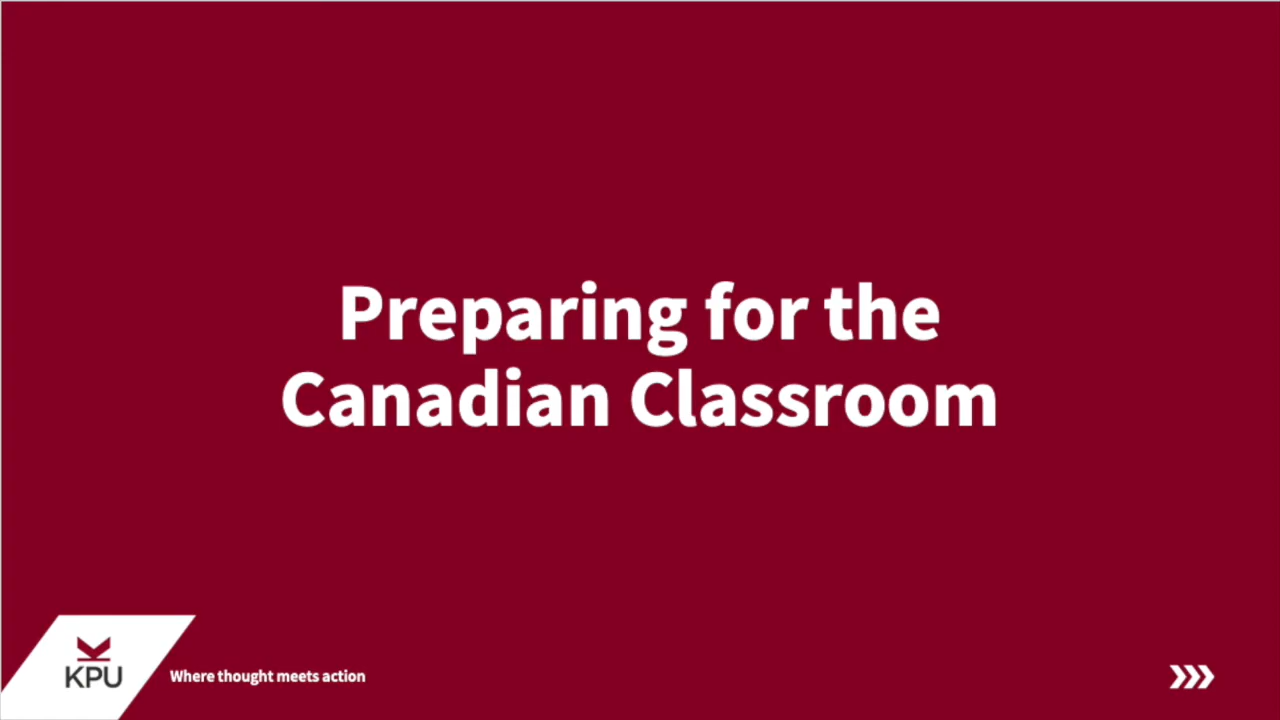 Preparing for the
Canadian Classroom
KPU
Where thought meets action